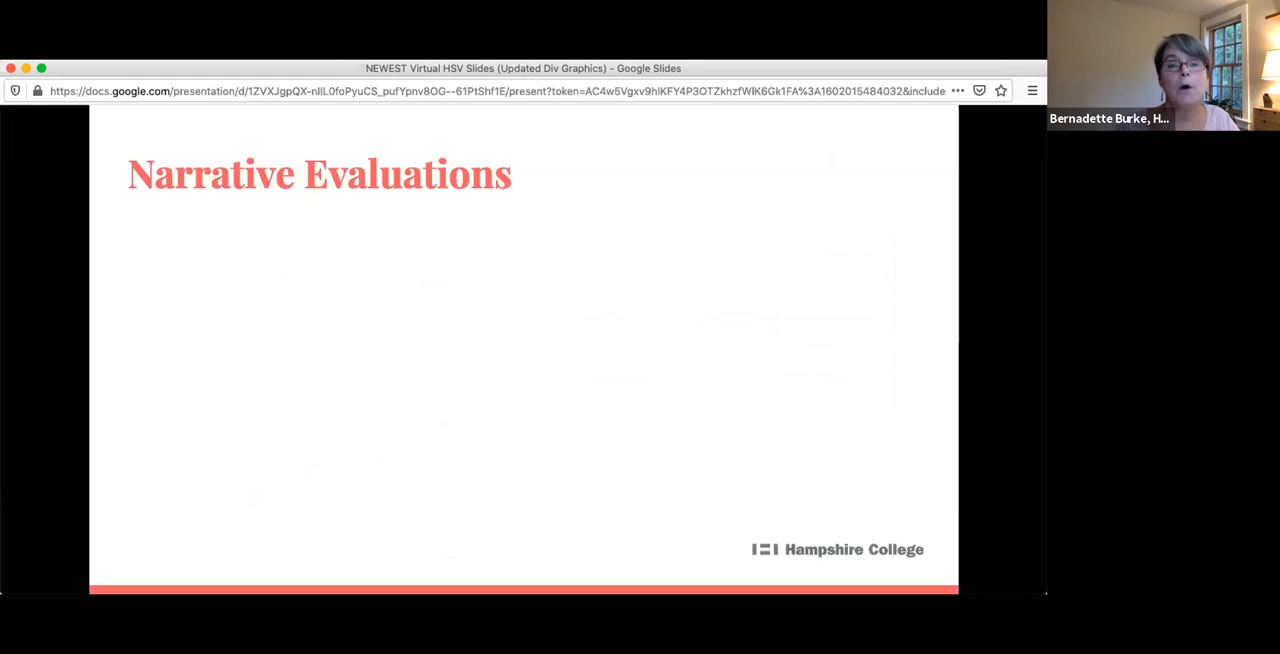 NEWEST Virtual HSV Slides (Updated Div Graphics) - Google Slides
https://docs.google.com/presentation/d/1ZVXJgpQX-nllL0foPyuCS_pufYpnv8OG--61PtShf1E/present?token=AC4w5Vgxv9hlKFY4P3OTZkhzfWlK6Gk1FA%3A1602015484032&include
Bernadette Burke, H...
Narrative Evaluations
Hampshire College